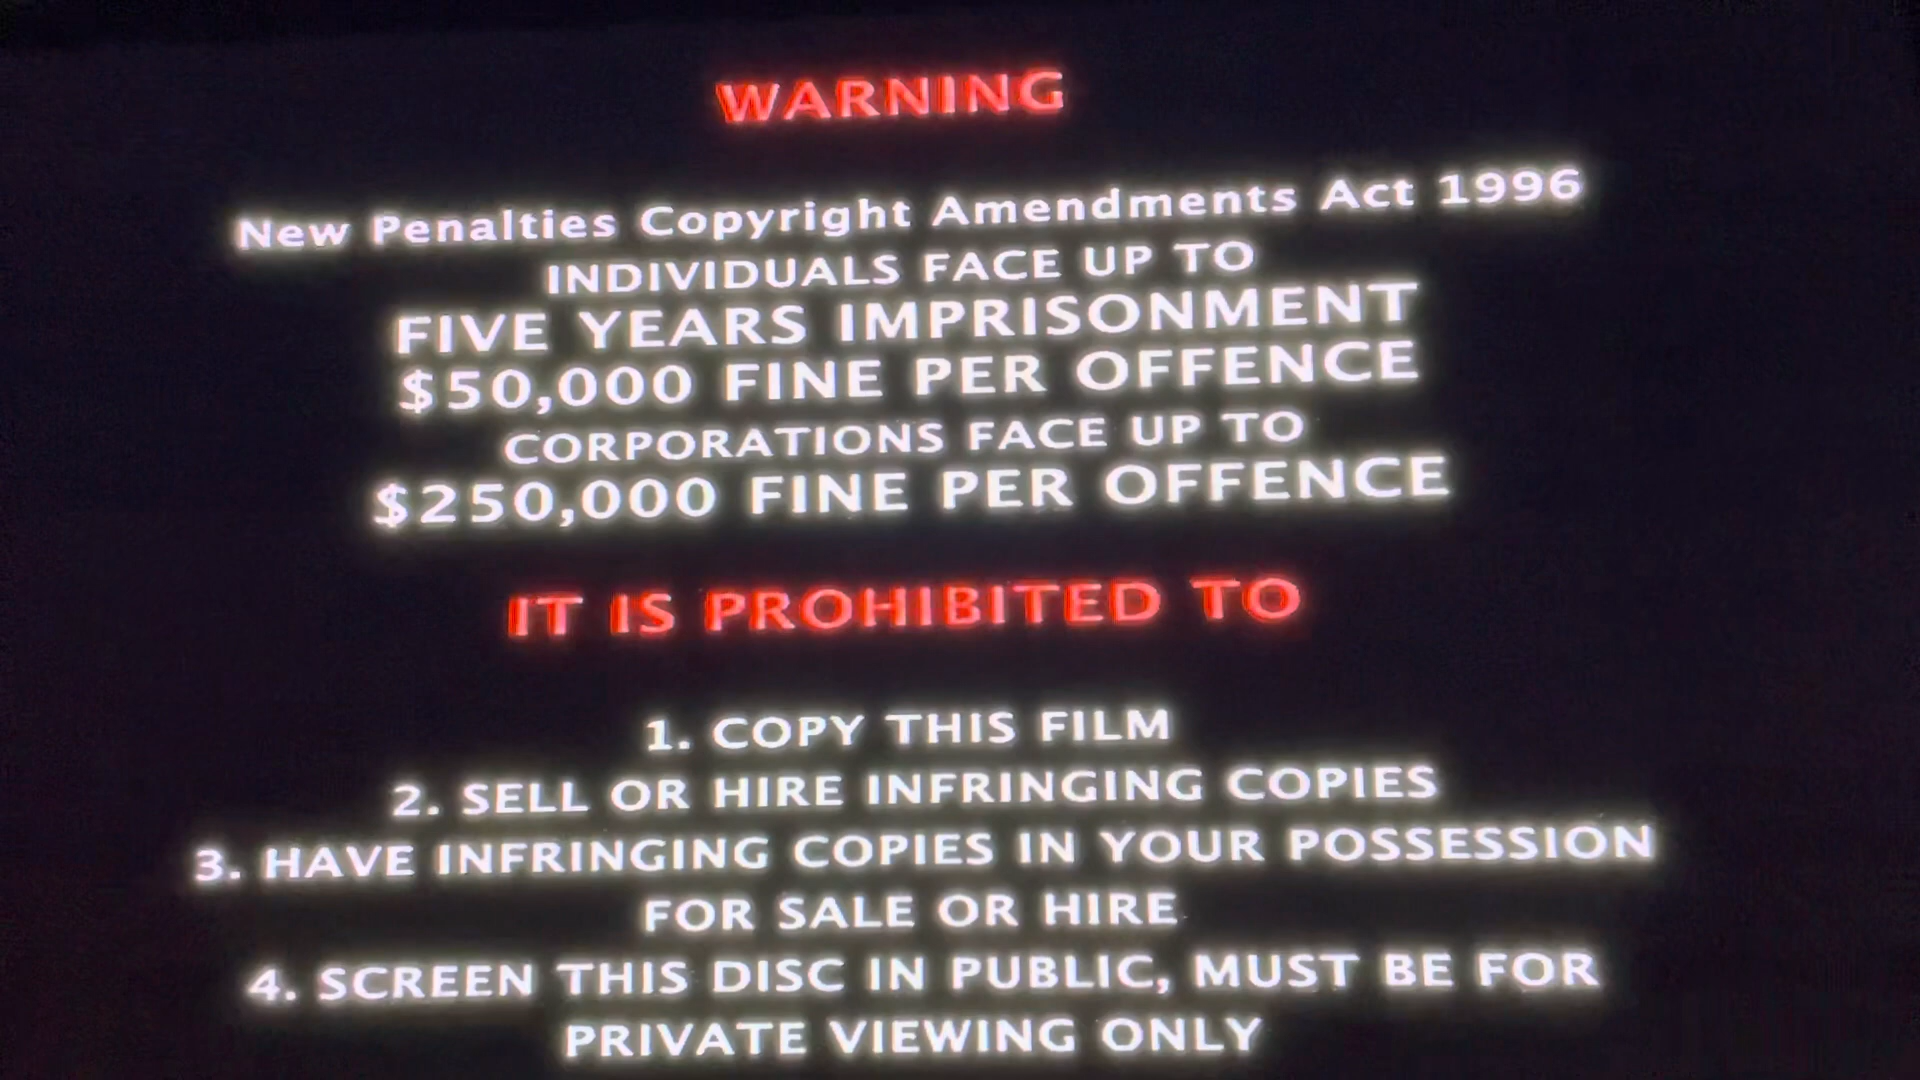 WARNING
New Penalties Copyright Amendments Act 1996
INDIVIDUALS FACE UP TO
FIVE YEARS IMPRISONMENT
$50,000 FINE PER OFFENCE
CORPORATIONS FACE UP TO
$250,000 FINE PER OFFENCE
IT IS PROHIBITED TO
1. COPY THIS FILM
2. SELL OR HIRE INFRINGING COPIES
3. HAVE INFRINGING COPIES IN YOUR POSSESSION
FOR SALE OR HIRE
4. SCREEN THIS DISC IN PUBLIC, MUST BE FOR
PRIVATE VIEWING ONLY